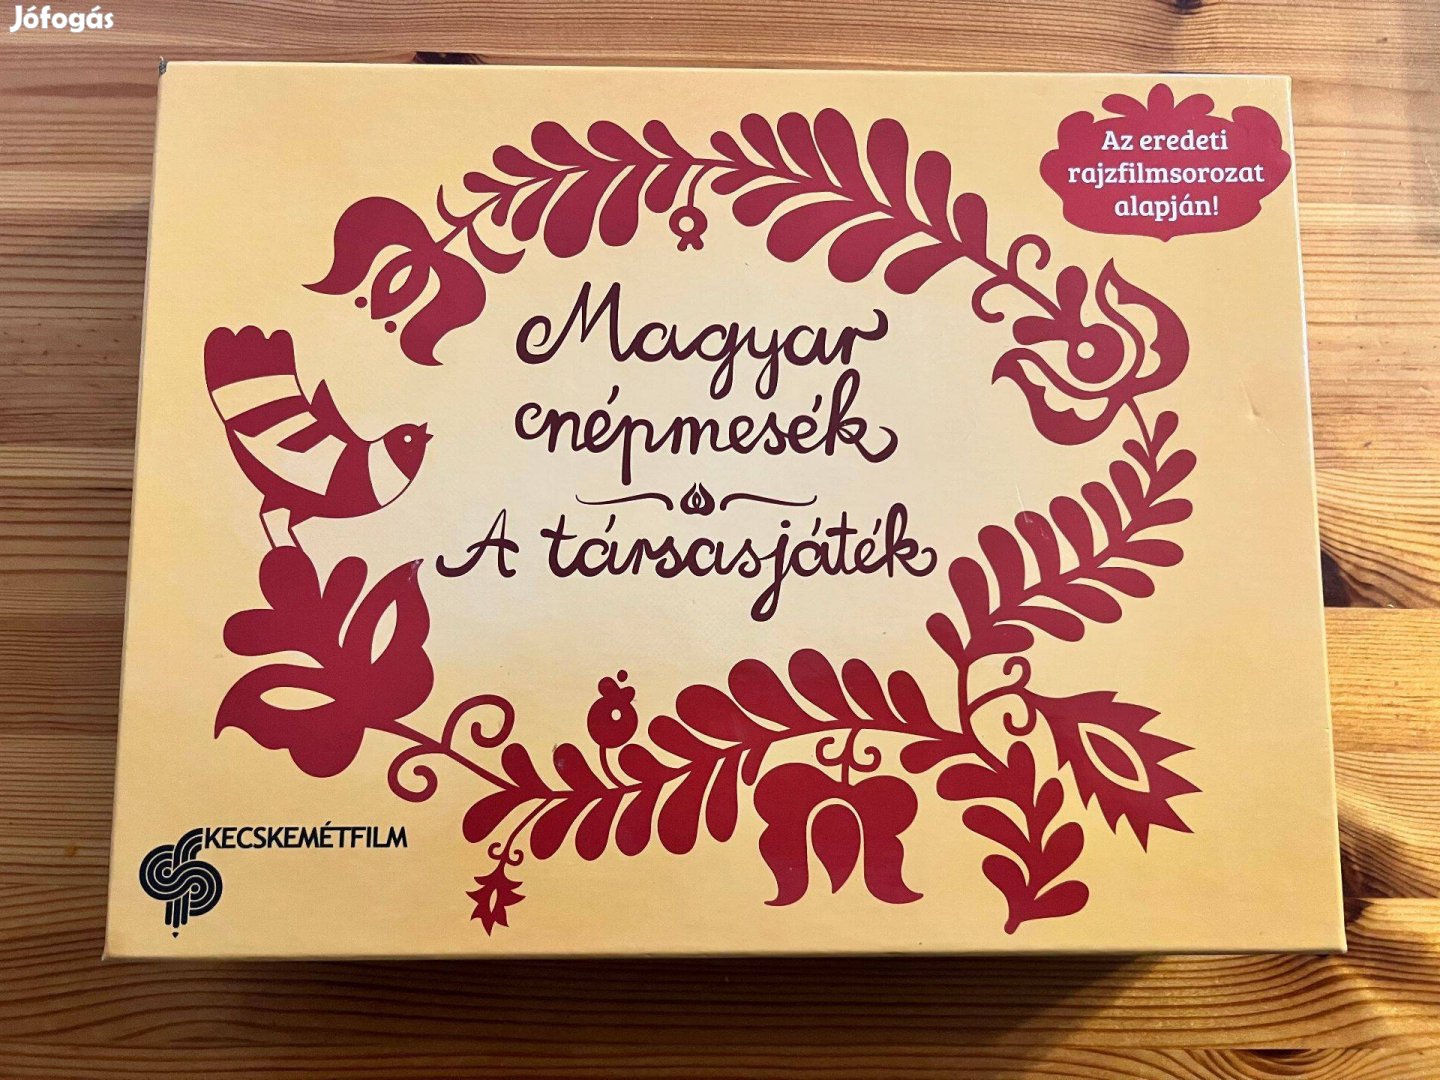 Jófogás
Az eredeti
rajzfilmsorozat
alapján!
Magyar
népmesék
A társasjáték
KECSKEMÉTFILM